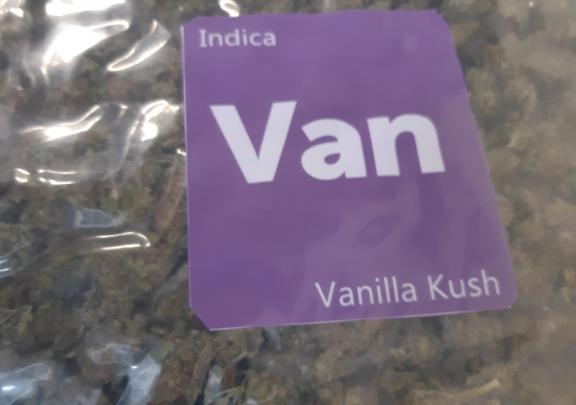 Indica
Van
Vanilla Kush